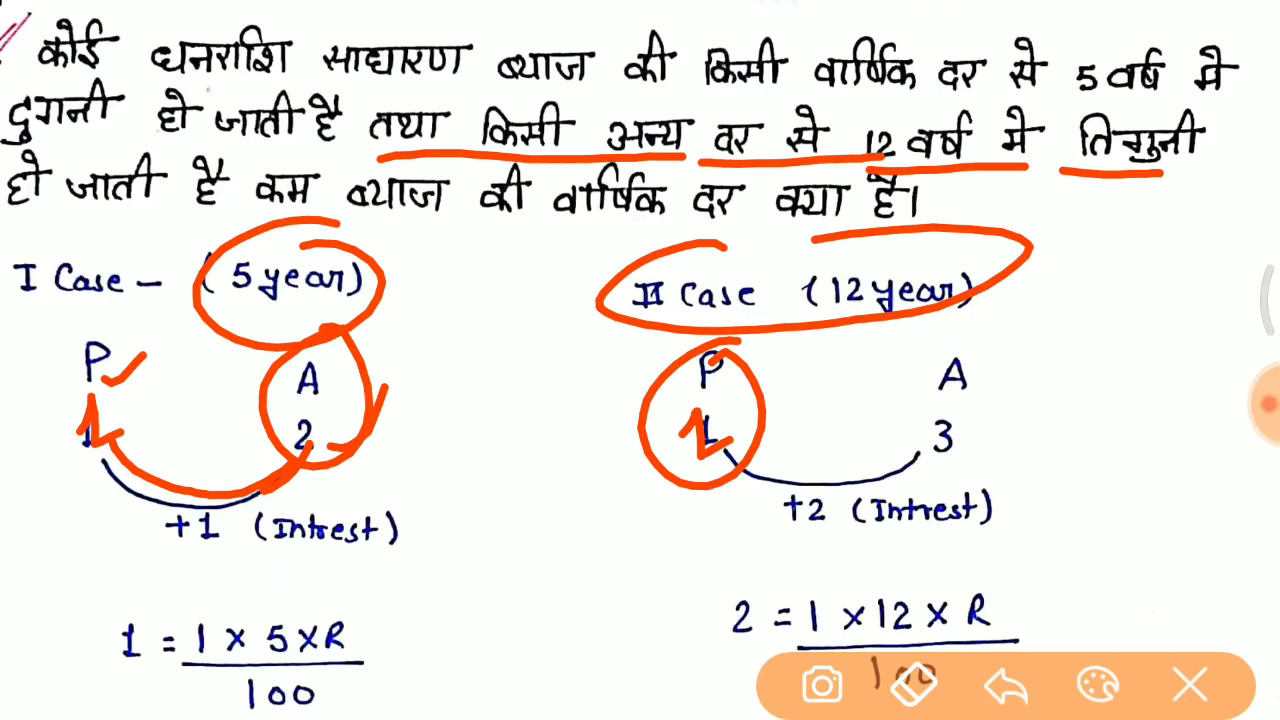 कोई धनराशि साधारण ब्याज की किसी वार्षिक दर से 5 वर्ष मे
दुगनी हो जाती है तथा किसी अन्य दर से 12 वर्ष मे तिगुनी
हो जाती है कम ब्याज की वार्षिक दर क्या है।
I Case - (5 year)
II Case (12 year)
P A
1 2
+1 (Intrest)
P A
1 3
+2 (Intrest)
1 = 1 x 5 x R
100
2 = 1 x 12 x R
100